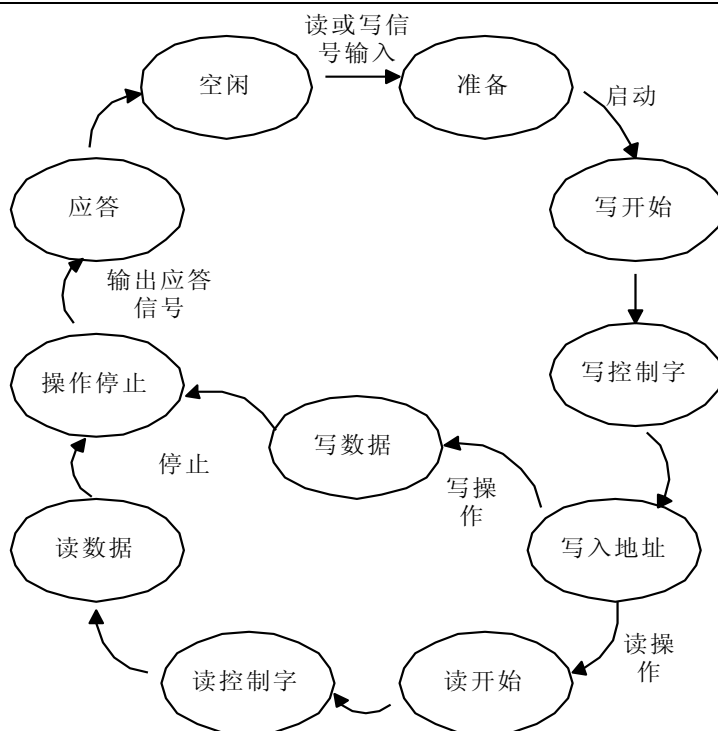 读或写信
号输入
空闲
准备
启动
应答
写开始
输出应答
信号
操作停止
写控制字
写数据
停止
写操
作
读数据
写入地址
读操
作
读控制字
读开始